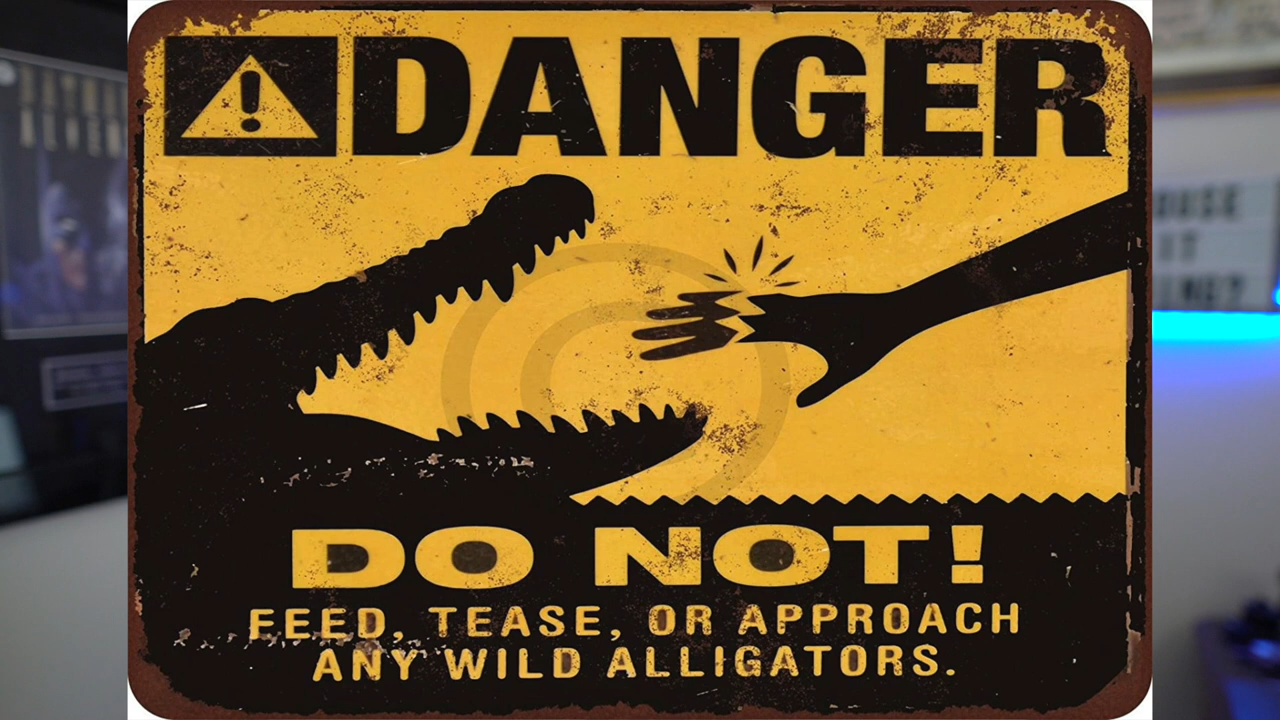 DANGER
DO NOT!
FEED, TEASE, OR APPROACH
ANY WILD ALLIGATORS.